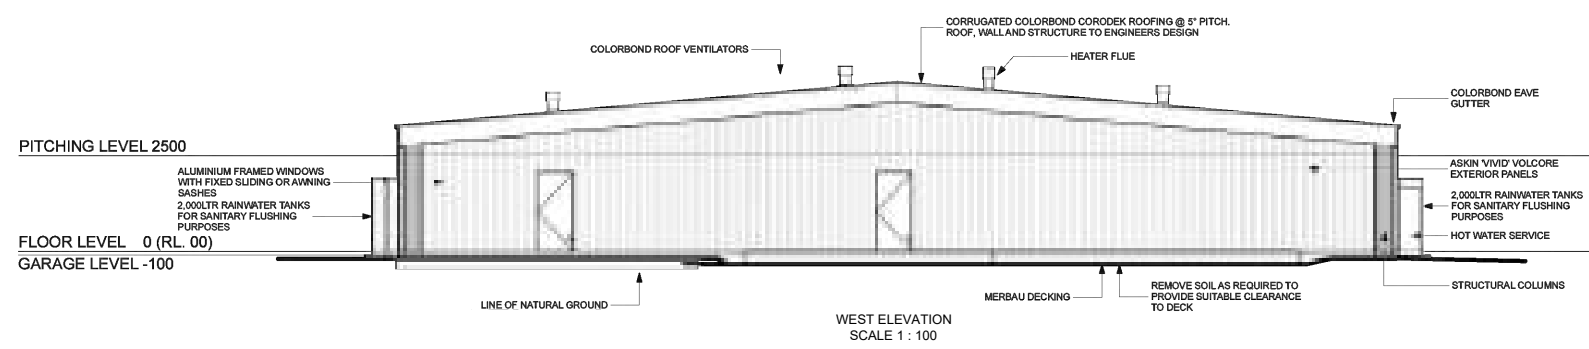 CORRUGATED COLORBOND CORODEK ROOFING @ 5° PITCH.
ROOF, WALL AND STRUCTURE TO ENGINEERS DESIGN
COLORBOND ROOF VENTILATORS
HEATER FLUE
COLORBOND EAVE
GUTTER
PITCHING LEVEL 2500
ALUMINIUM FRAMED WINDOWS
WITH FIXED SLIDING OR AWNING
SASHES
2,000LTR RAINWATER TANKS
FOR SANITARY FLUSHING
PURPOSES
ASKIN 'VIVID' VOLCORE
EXTERIOR PANELS
2,000LTR RAINWATER TANKS
FOR SANITARY FLUSHING
PURPOSES
HOT WATER SERVICE
FLOOR LEVEL 0 (RL. 00)
GARAGE LEVEL -100
STRUCTURAL COLUMNS
LINE OF NATURAL GROUND
MERBAU DECKING
REMOVE SOIL AS REQUIRED TO
PROVIDE SUITABLE CLEARANCE
TO DECK
WEST ELEVATION
SCALE 1 : 100